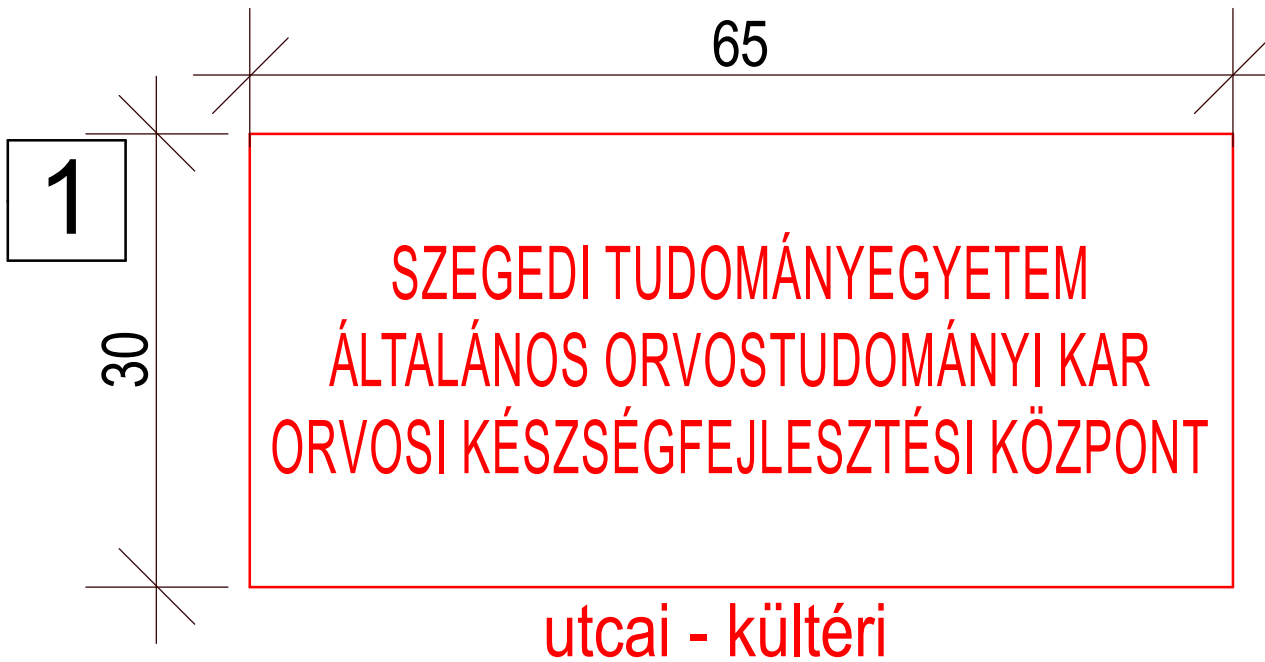 65
1
30
SZEGEDI TUDOMÁNYEGYETEM
ÁLTALÁNOS ORVOSTUDOMÁNYI KAR
ORVOSI KÉSZSÉGFEJLESZTÉSI KÖZPONT
utcai - kültéri